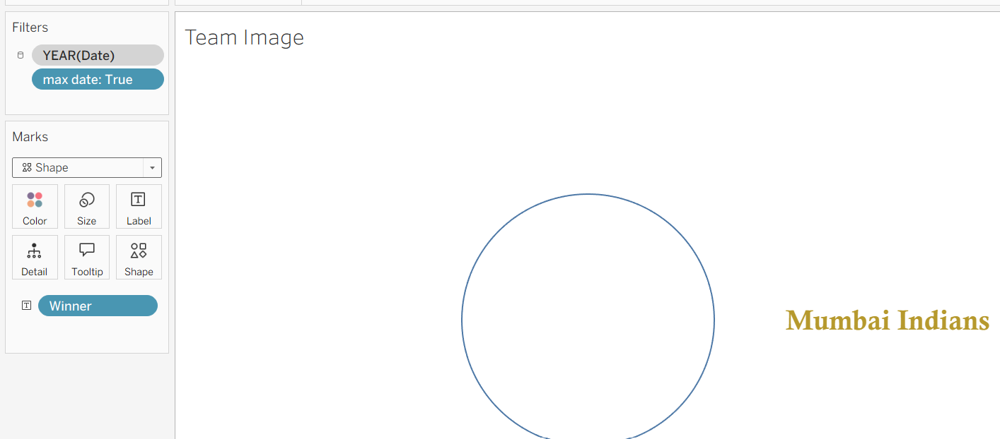 Filters
YEAR(Date)
max date: True
Marks
Shape
Color Size Label
Detail Tooltip Shape
T Winner
Team Image
Mumbai Indians